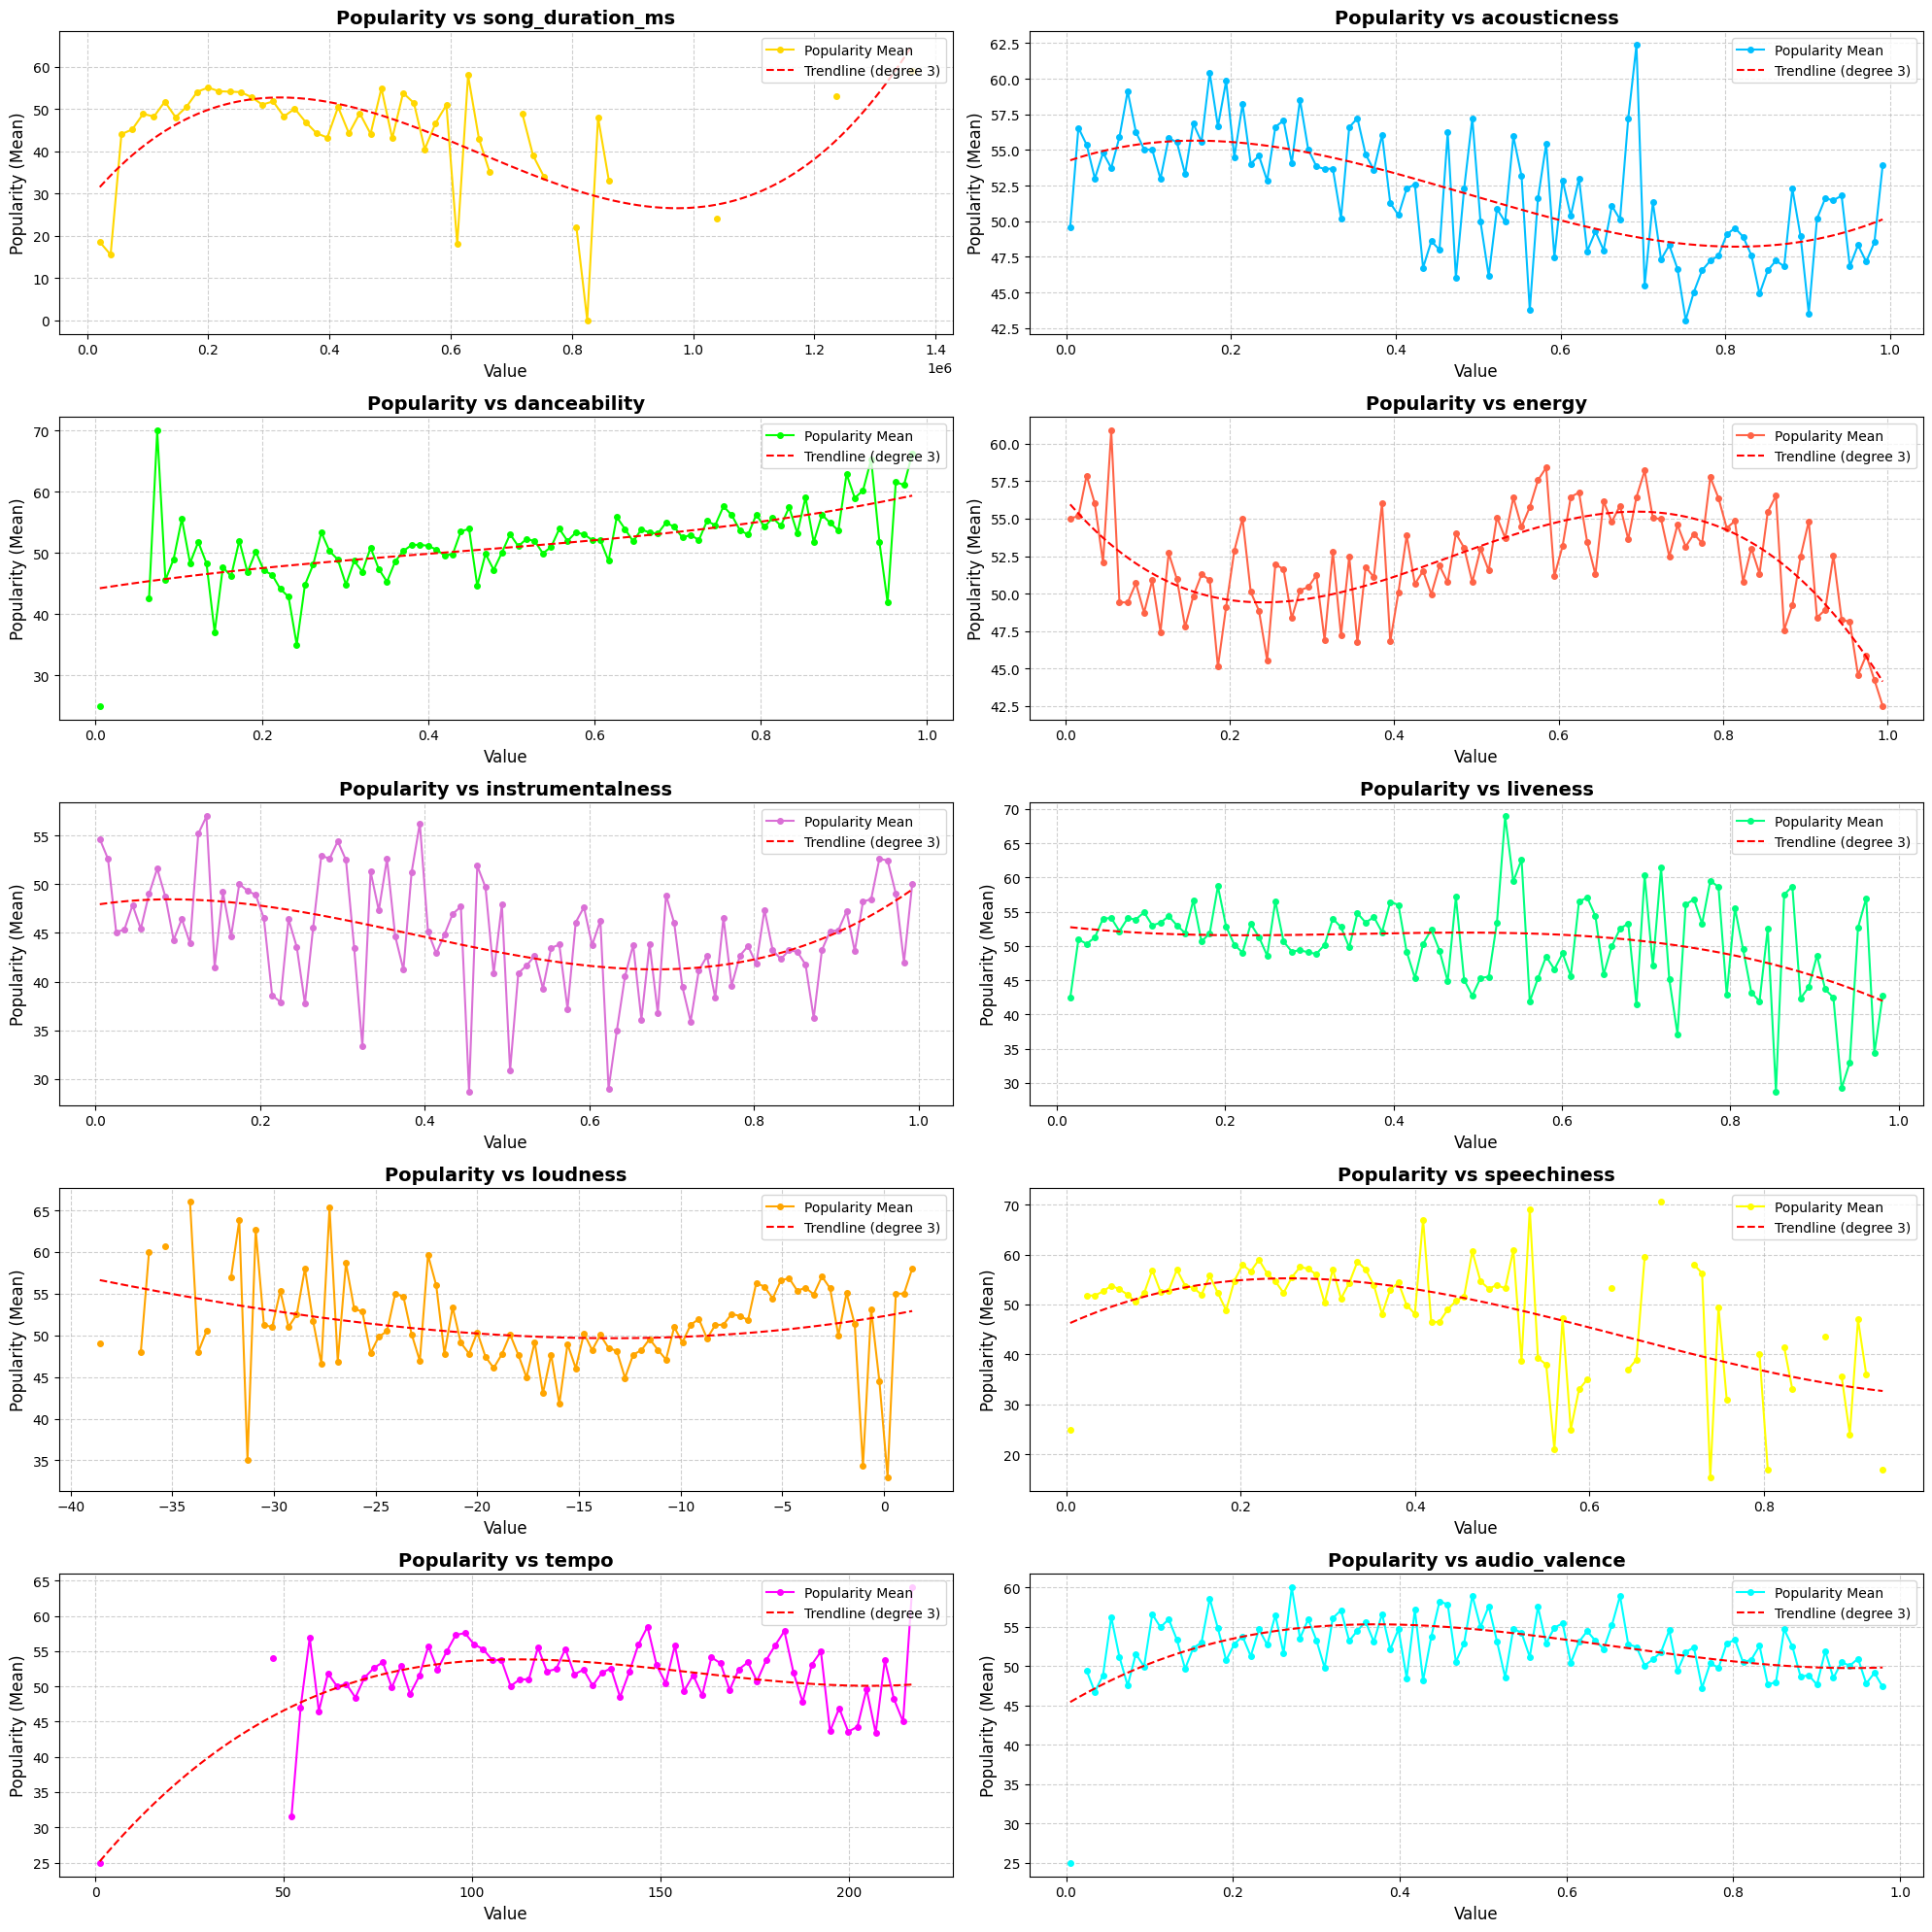 Popularity vs song_duration_ms
Popularity (Mean)
60
50
40
30
20
10
0
Popularity Mean
Trendline (degree 3)
0.0 0.2 0.4 0.6 0.8 1.0 1.2 1.4
1e6
Value
Popularity vs acousticness
Popularity (Mean)
62.5
60.0
57.5
55.0
52.5
50.0
47.5
45.0
42.5
Popularity Mean
Trendline (degree 3)
0.0 0.2 0.4 0.6 0.8 1.0
Value
Popularity vs danceability
Popularity (Mean)
70
60
50
40
30
Popularity Mean
Trendline (degree 3)
0.0 0.2 0.4 0.6 0.8 1.0
Value
Popularity vs energy
Popularity (Mean)
60.0
57.5
55.0
52.5
50.0
47.5
45.0
42.5
Popularity Mean
Trendline (degree 3)
0.0 0.2 0.4 0.6 0.8 1.0
Value
Popularity vs instrumentalness
Popularity (Mean)
55
50
45
40
35
30
Popularity Mean
Trendline (degree 3)
0.0 0.2 0.4 0.6 0.8 1.0
Value
Popularity vs liveness
Popularity (Mean)
70
65
60
55
50
45
40
35
30
Popularity Mean
Trendline (degree 3)
0.0 0.2 0.4 0.6 0.8 1.0
Value
Popularity vs loudness
Popularity (Mean)
65
60
55
50
45
40
35
Popularity Mean
Trendline (degree 3)
−40 −35 −30 −25 −20 −15 −10 −5 0
Value
Popularity vs speechiness
Popularity (Mean)
70
60
50
40
30
20
Popularity Mean
Trendline (degree 3)
0.0 0.2 0.4 0.6 0.8
Value
Popularity vs tempo
Popularity (Mean)
65
60
55
50
45
40
35
30
25
Popularity Mean
Trendline (degree 3)
0 50 100 150 200
Value
Popularity vs audio_valence
Popularity (Mean)
60
55
50
45
40
35
30
25
Popularity Mean
Trendline (degree 3)
0.0 0.2 0.4 0.6 0.8 1.0
Value